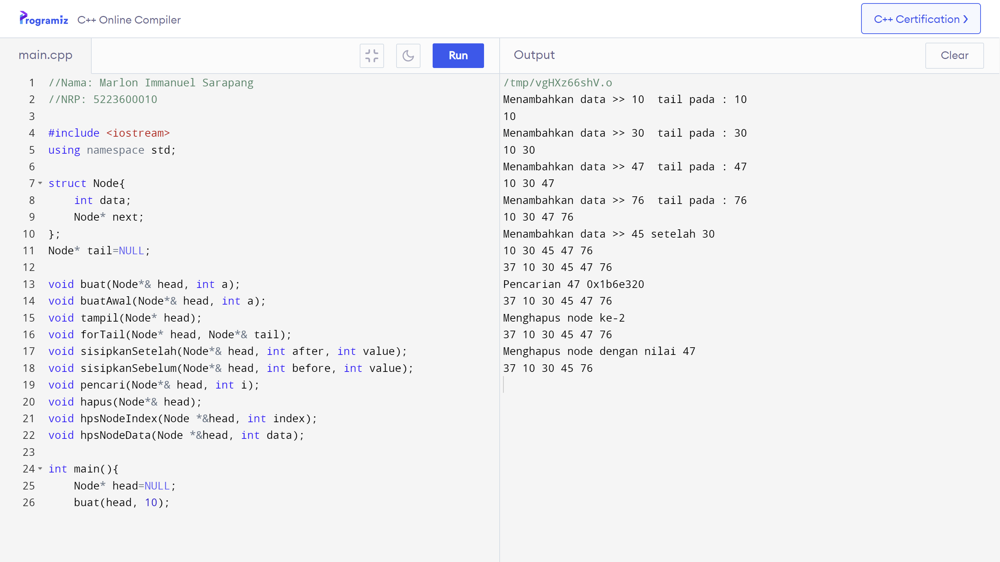 Programiz C++ Online Compiler
C++ Certification ❯
main.cpp
Run
Output
Clear
1 //Nama: Marlon Immanuel Sarapang
2 //NRP: 5223600010
3
4 #include <iostream>
5 using namespace std;
6
7 struct Node{
8     int data;
9     Node* next;
10 };
11 Node* tail=NULL;
12
13 void buat(Node*& head, int a);
14 void buatAwal(Node*& head, int a);
15 void tampil(Node* head);
16 void forTail(Node* head, Node*& tail);
17 void sisipkanSetelah(Node*& head, int after, int value);
18 void sisipkanSebelum(Node*& head, int before, int value);
19 void pencari(Node*& head, int i);
20 void hapus(Node*& head);
21 void hpsNodeIndex(Node *&head, int index);
22 void hpsNodeData(Node *&head, int data);
23
24 int main(){
25     Node* head=NULL;
26     buat(head, 10);
/tmp/vgHXz66shV.o
Menambahkan data >> 10  tail pada : 10
10
Menambahkan data >> 30  tail pada : 30
10 30
Menambahkan data >> 47  tail pada : 47
10 30 47
Menambahkan data >> 76  tail pada : 76
10 30 47 76
Menambahkan data >> 45 setelah 30
10 30 45 47 76
37 10 30 45 47 76
Pencarian 47 0x1b6e320
37 10 30 45 47 76
Menghapus node ke-2
37 10 30 45 47 76
Menghapus node dengan nilai 47
37 10 30 45 76